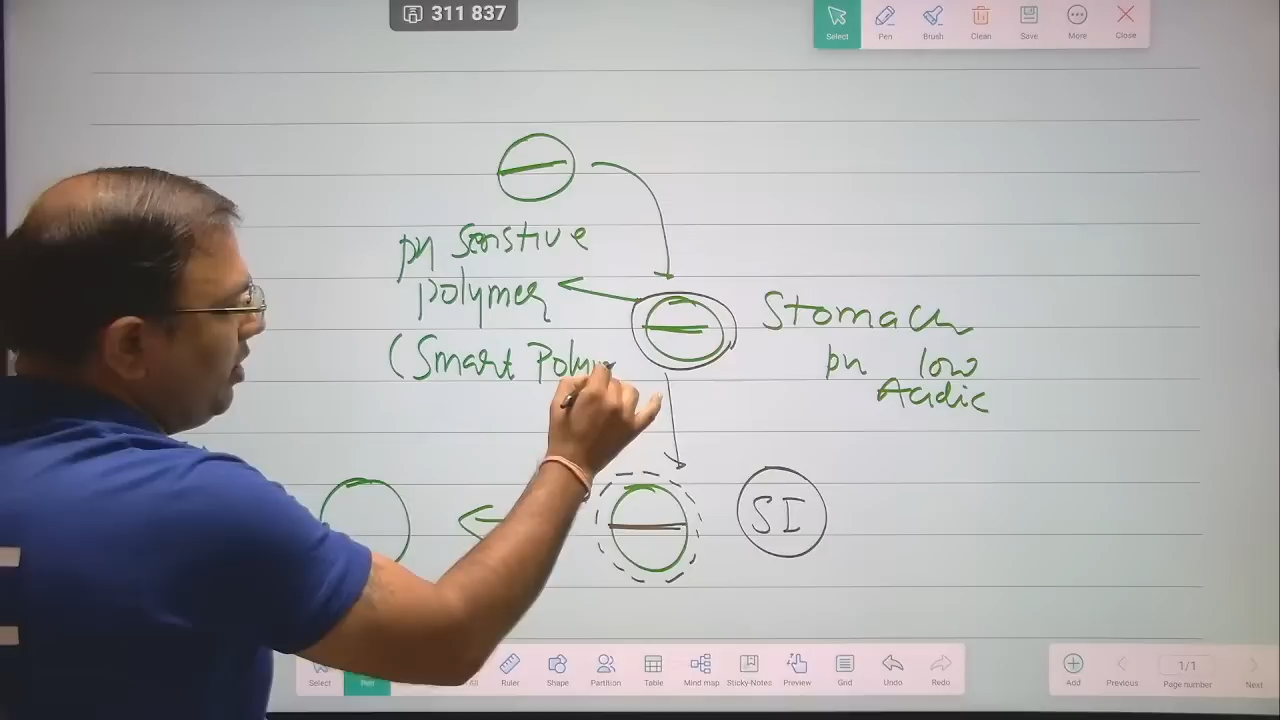 311 837
Select Pen Brush Clean Save More Close
pH Senstive
polymer
(Smart Polym
Stomach
pH low
Acidic
SI
Select Pen Ruler Shape Partition Table Mind map Sticky-Notes Preview Grid Undo Redo
Add Previous 1/1 Page number Next